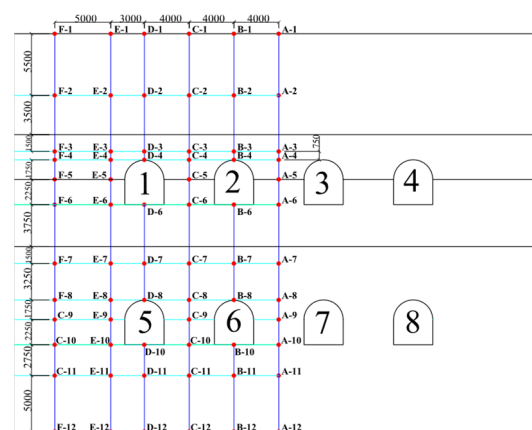 5000 3000 4000 4000 4000
F-1 E-1 D-1 C-1 B-1 A-1
5500
F-2 E-2 D-2 C-2 B-2 A-2
3500
1500 F-3 E-3 D-3 C-3 B-3 A-3 750
F-4 E-4 D-4 C-4 B-4 A-4
1750
F-5 E-5 1 C-5 2 A-5 3 4
2250
F-6 E-6 D-6 C-6 B-6 A-6
3750
1500
F-7 E-7 D-7 C-7 B-7 A-7
3250
F-8 E-8 D-8 C-8 B-8 A-8
1750
C-9 E-9 5 C-9 6 A-9 7 8
2250
C-10 E-10 D-10 C-10 B-10 A-10
2750
C-11 E-11 D-11 C-11 B-11 A-11
5000
F-12 E-12 D-12 C-12 B-12 A-12